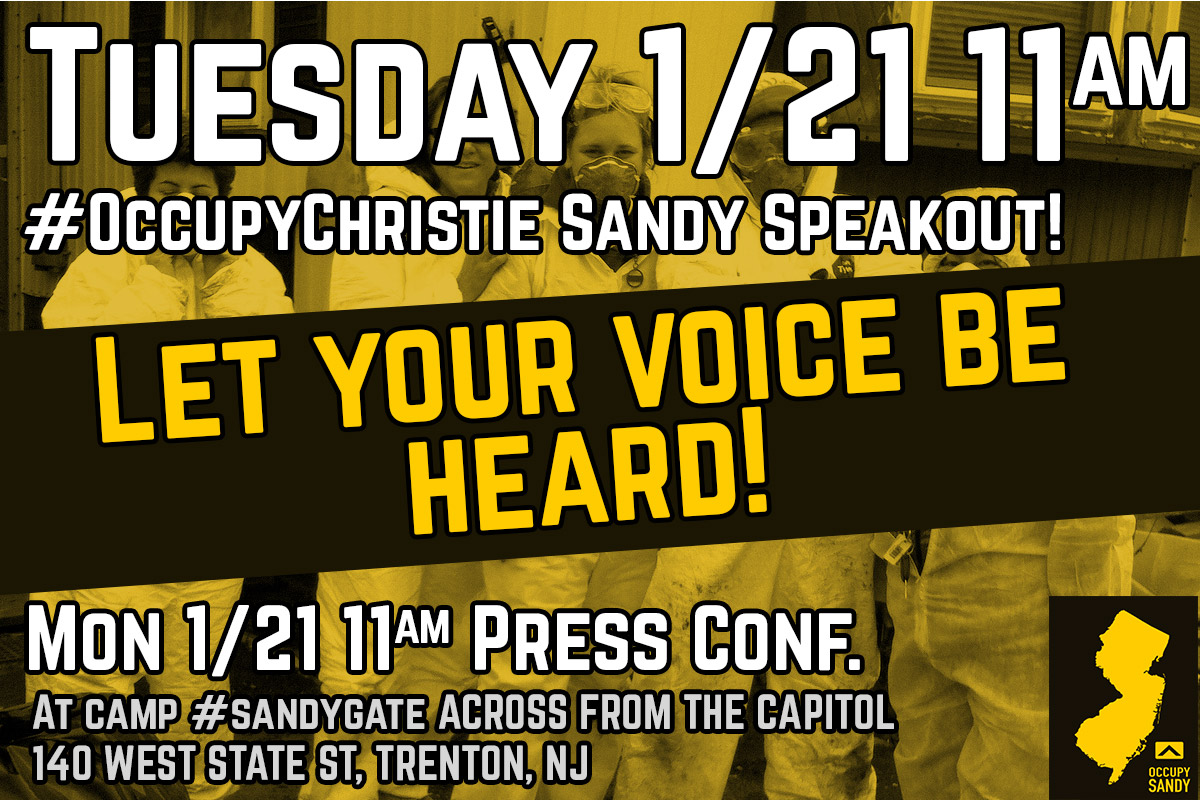 Tuesday 1/21 11AM
#OccupyChristie Sandy Speakout!
Let your voice be
heard!
Mon 1/21 11AM Press Conf.
At camp #sandygate across from the capitol
140 West State St, Trenton, NJ
Occupy
Sandy